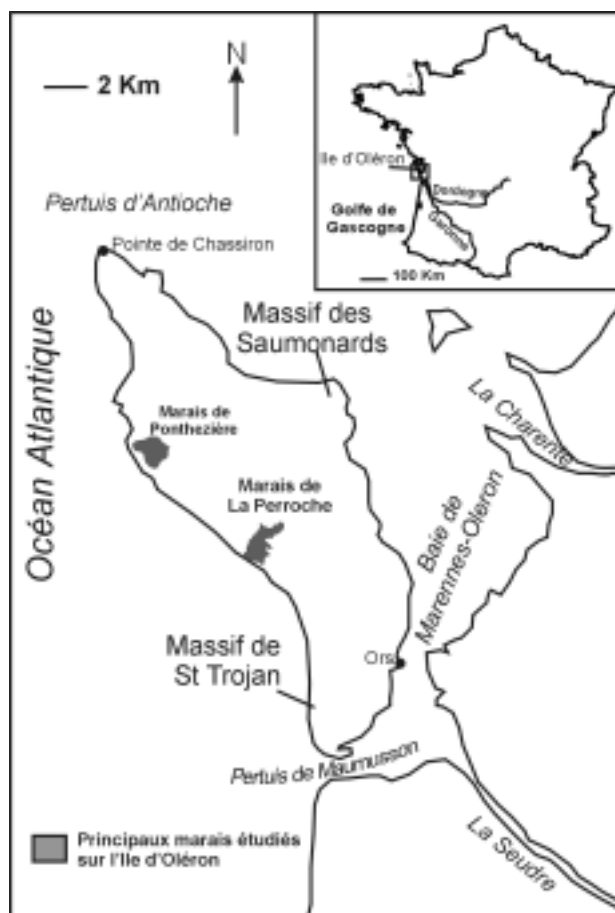 2 Km
N
Pertuis d'Antioche
Pointe de Chassiron
Ile d'Oléron
Dordogne
Golfe de
Gascogne
Garonne
100 Km
Massif des
Saumonards
Océan Atlantique
Marais de
Ponthezière
Marais de
La Perroche
La Charente
Baie de
Marennes-Oleron
Massif de
St Trojan
Ors
Pertuis de Maumusson
La Seudre
Principaux marais étudiés
sur l'Ile d'Oléron